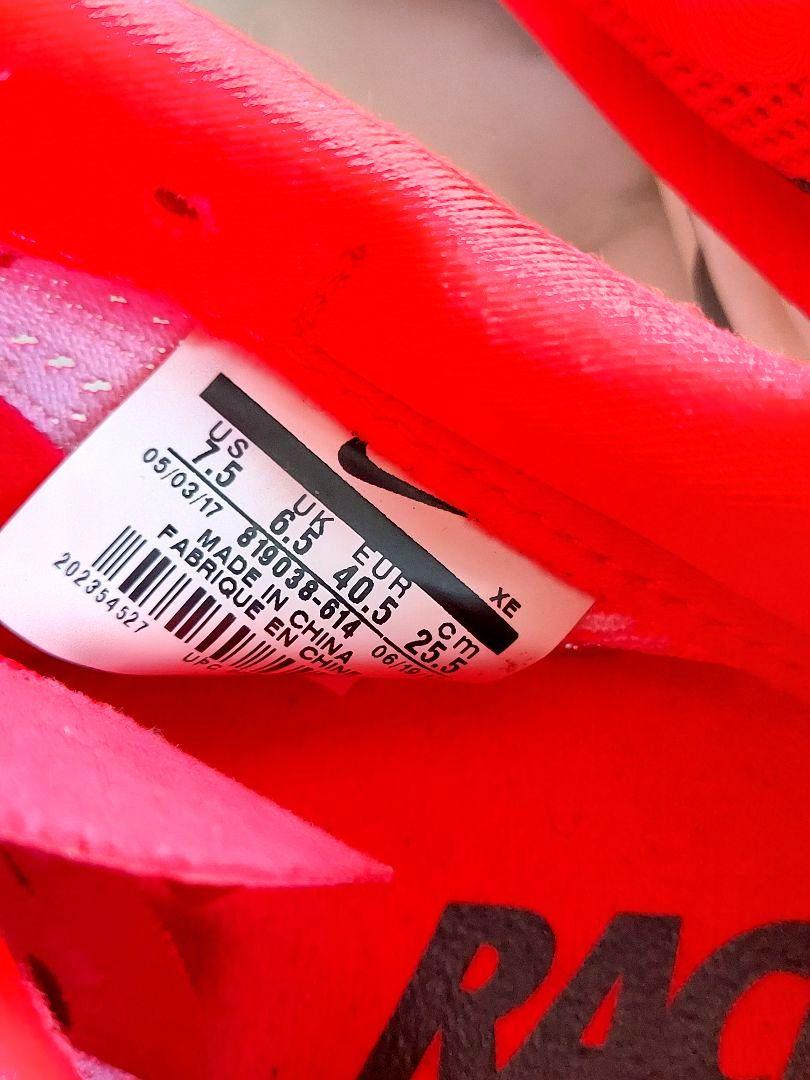 US UK EUR cm
7.5 6.5 40.5 25.5
XE
05/03/17 819038-614
MADE IN CHINA
FABRIQUE EN
202354527